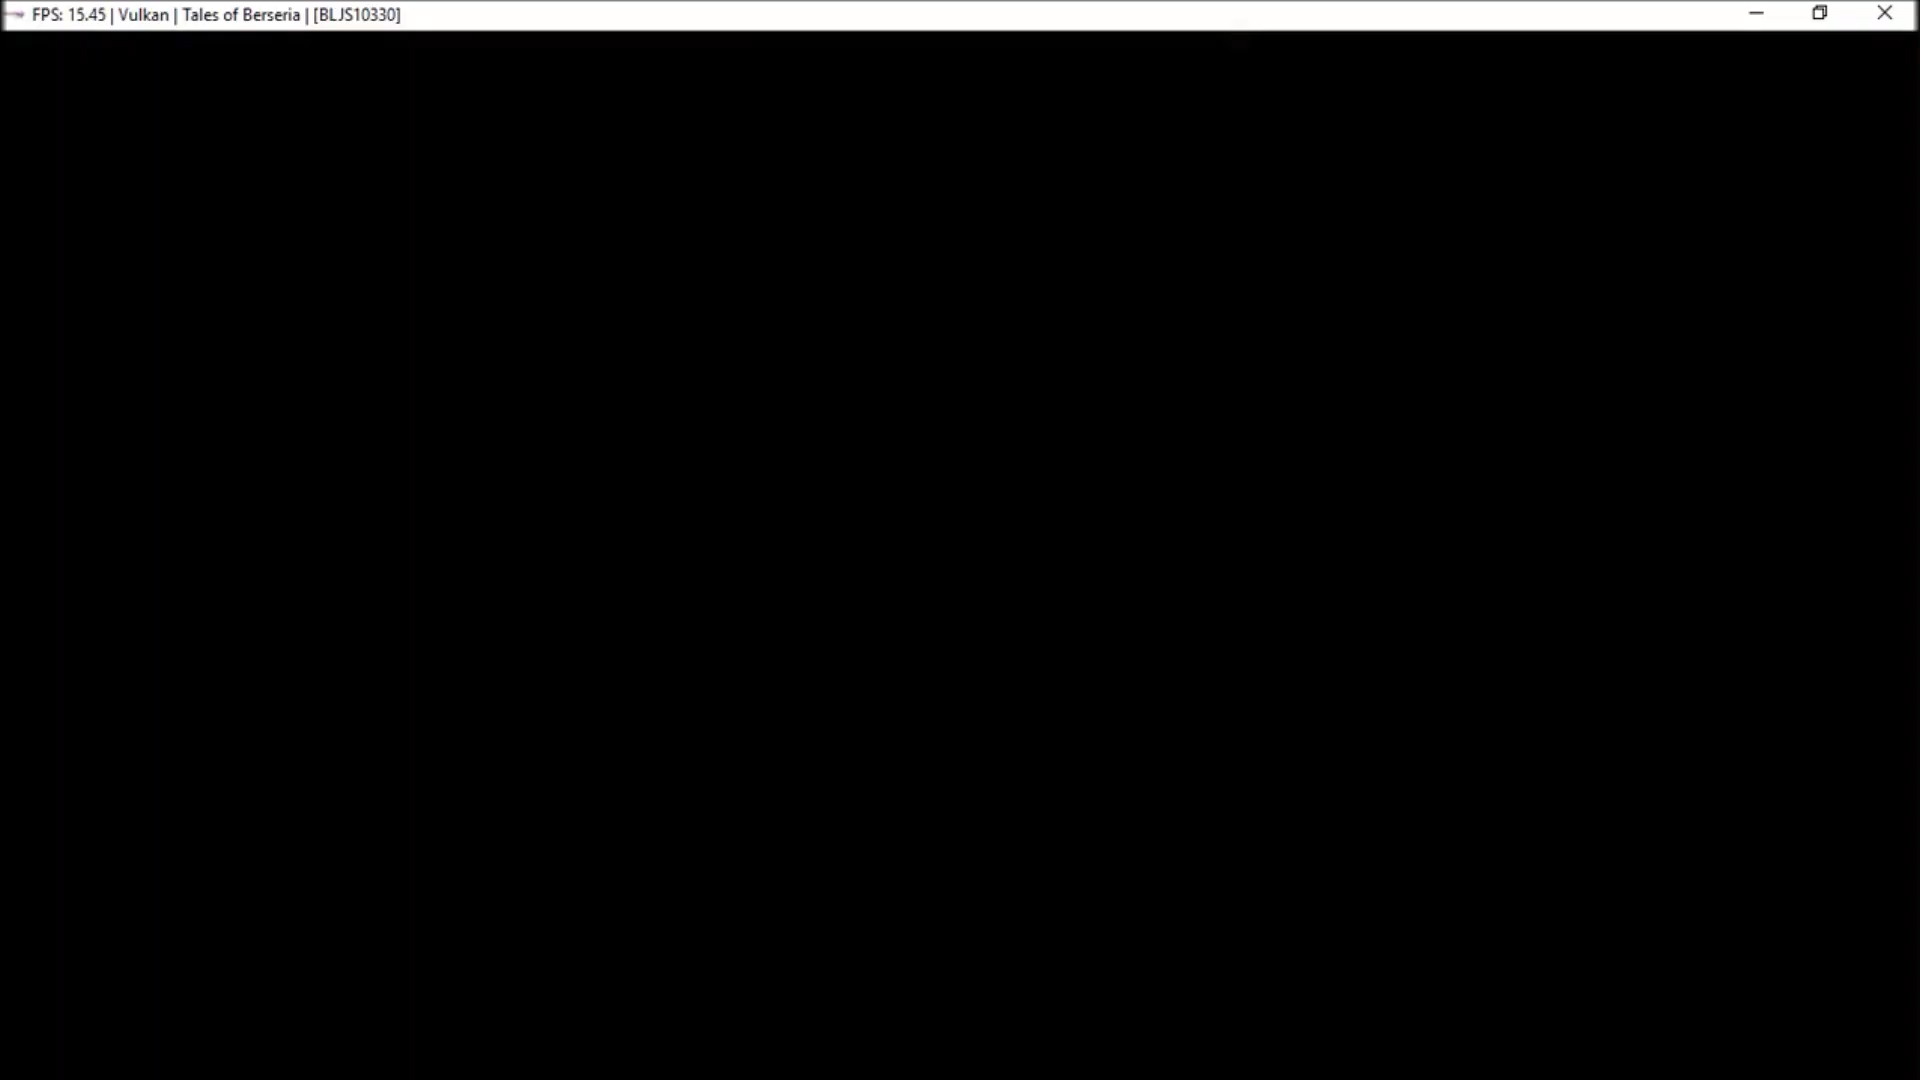 FPS: 15.45 | Vulkan | Tales of Berseria | [BLJS10330]